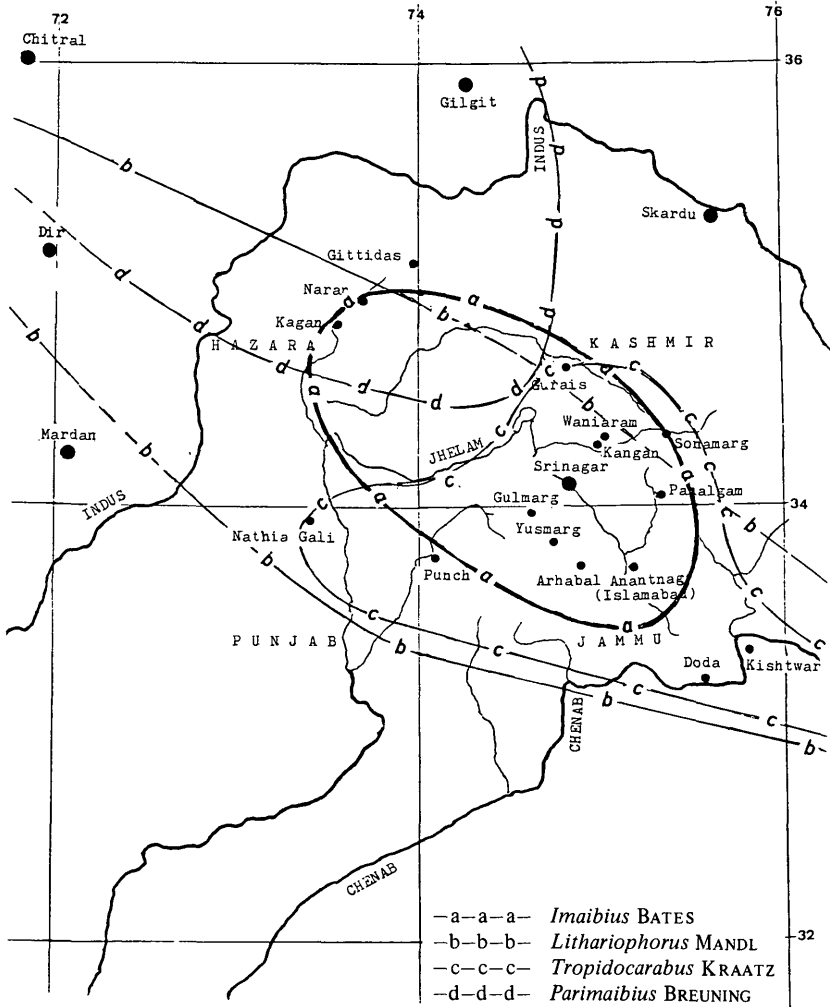 72 74 76
Chitral
36
Gilgit
INDUS
b
d
d
d
d
Skardu
Dir
Gittidas
d
a
Naran
a
b
Kagan
b
d
HAZARA
KASHMIR
d
a
d
d
d
d
c
a
c
Gurais
a
b
c
Waniaram
Mardan
b
c
Sonamarg
JHELAM
Kangan
c
Srinagar
a
c
INDUS
c
a
Gulmarg
Pahalgam
34
c
b
Nathia Gali
b
Yusmarg
Punch
a
Arhabal Anantnag
c
(Islamabad)
c
a
c
PUNJAB
b
c
JAMMU
Doda
Kishtwar
c
b
CHENAB
c
b
CHENAB
–a–a–a– Imaibius BATES
–b–b–b– Lithariophorus MANDL
32
–c–c–c– Tropidocarabus KRAATZ
–d–d–d– Parimaibius BREUNING